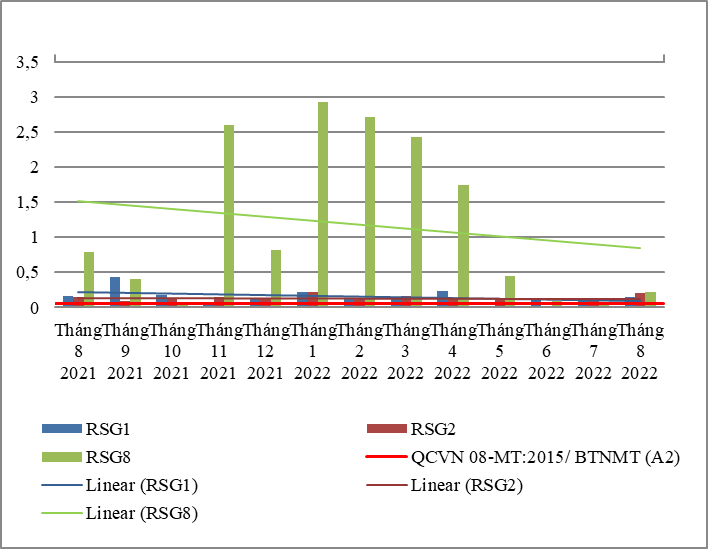 3,5
3
2,5
2
1,5
1
0,5
0
Tháng Tháng Tháng Tháng Tháng Tháng Tháng Tháng Tháng Tháng Tháng Tháng Tháng
8 9 10 11 12 1 2 3 4 5 6 7 8
2021 2021 2021 2021 2021 2022 2022 2022 2022 2022 2022 2022 2022
RSG1 RSG2
RSG8 QCVN 08-MT:2015/ BTNMT (A2)
Linear (RSG1) Linear (RSG2)
Linear (RSG8)